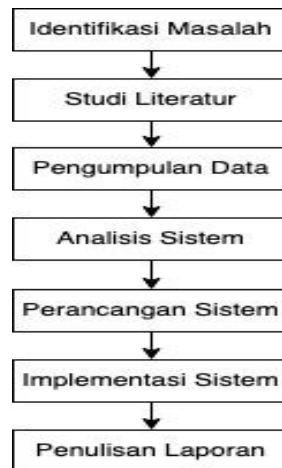 Identifikasi Masalah
Studi Literatur
Pengumpulan Data
Analisis Sistem
Perancangan Sistem
Implementasi Sistem
Penulisan Laporan